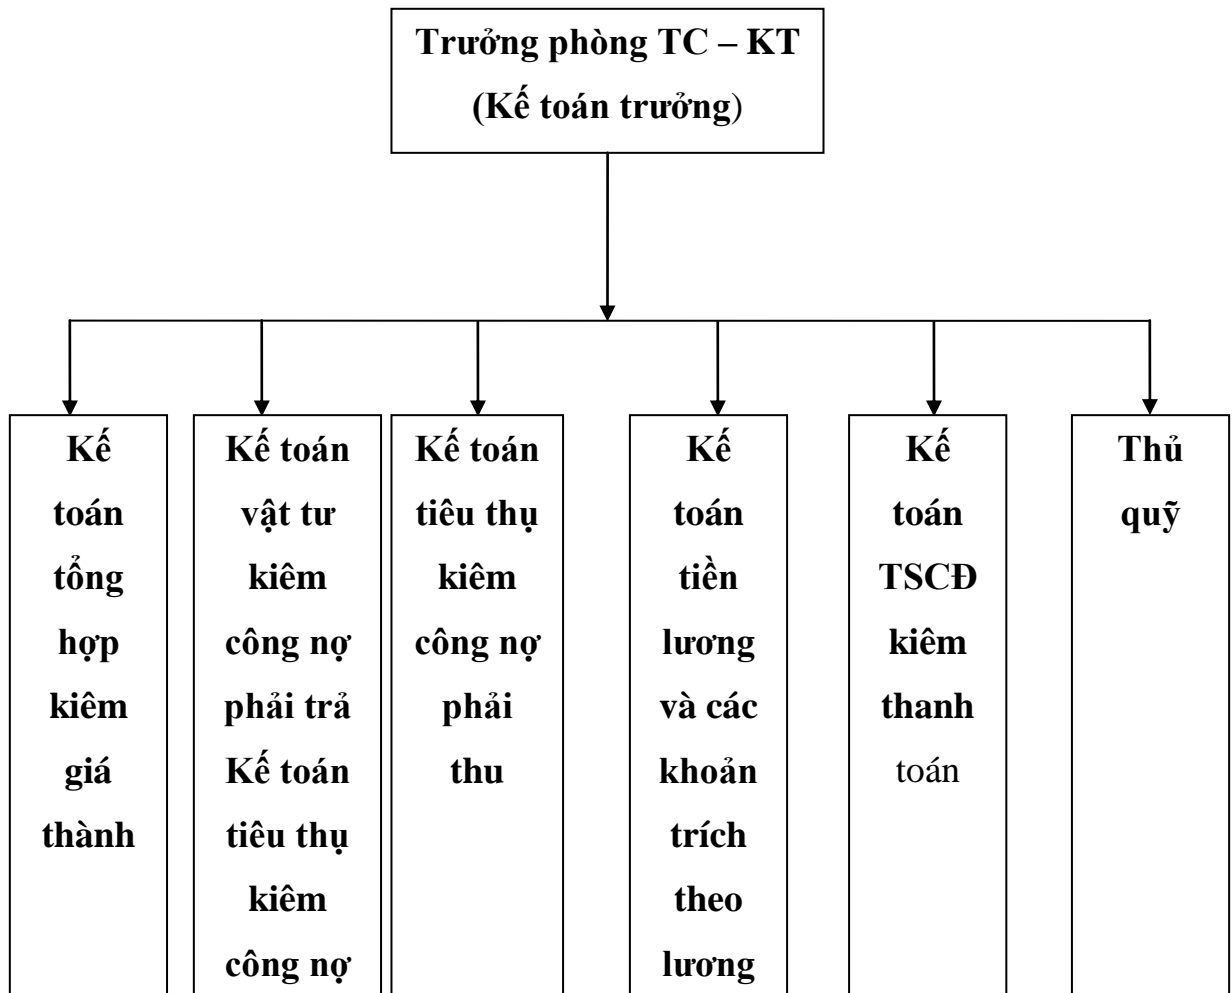 Trưởng phòng TC – KT
(Kế toán trưởng)
Kế
toán
tổng
hợp
kiêm
giá
thành
Kế toán
vật tư
kiêm
công nợ
phải trả
Kế toán
tiêu thụ
kiêm
công nợ
Kế toán
tiêu thụ
kiêm
công nợ
phải
thu
Kế
toán
tiền
lương
và các
khoản
trích
theo
lương
Kế
toán
TSCĐ
kiêm
thanh
toán
Thủ
quỹ